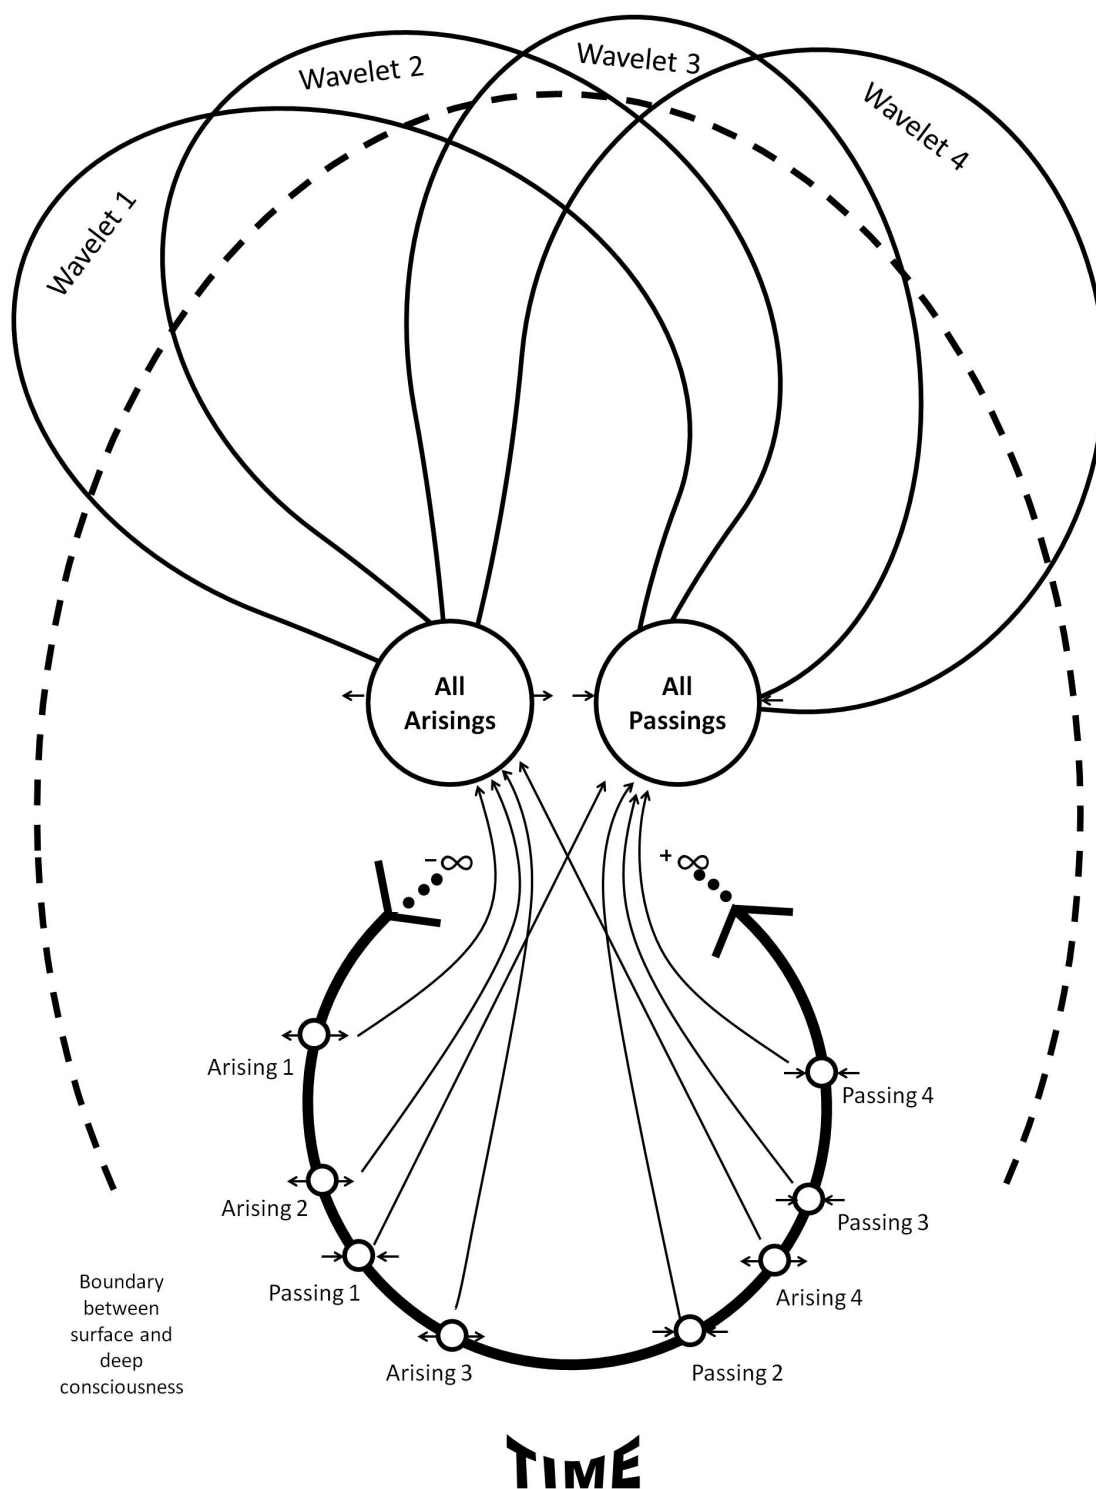 Wavelet 1
Wavelet 2
Wavelet 3
Wavelet 4
All
Arisings
All
Passings
− ∞
+ ∞
Arising 1
Arising 2
Passing 1
Arising 3
Passing 2
Arising 4
Passing 3
Passing 4
Boundary
between
surface and
deep
consciousness
TIME